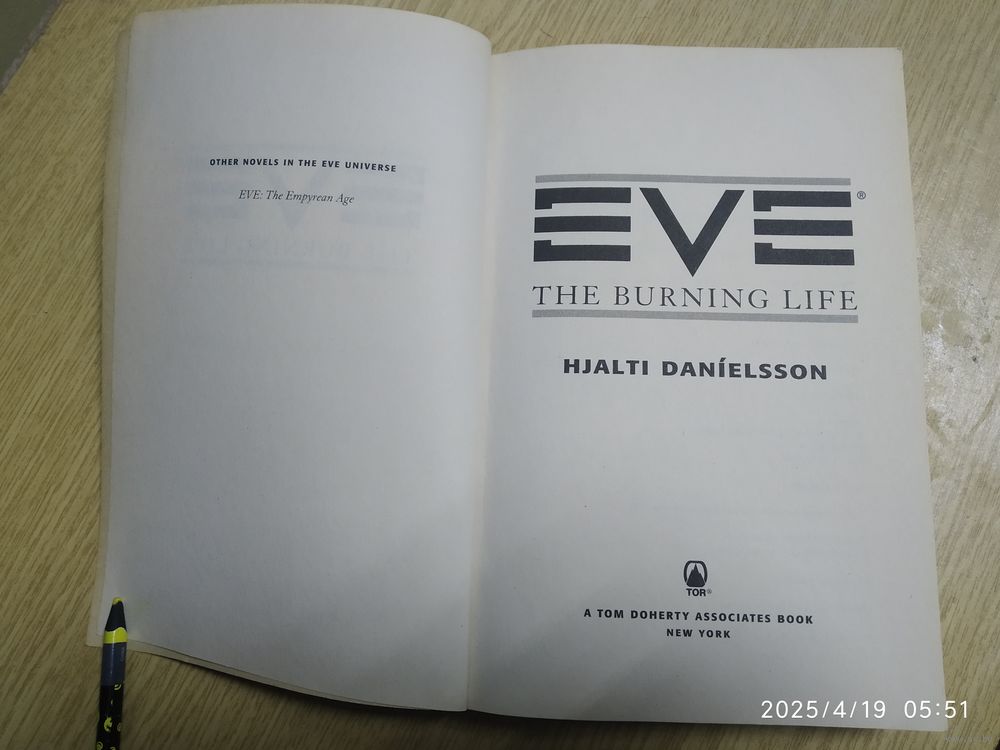 OTHER NOVELS IN THE EVE UNIVERSE
EVE: The Empyrean Age
EVE®
THE BURNING LIFE
HJALTI DANÍELSSON
TOR®
A TOM DOHERTY ASSOCIATES BOOK
NEW YORK
2025/4/19 05:51